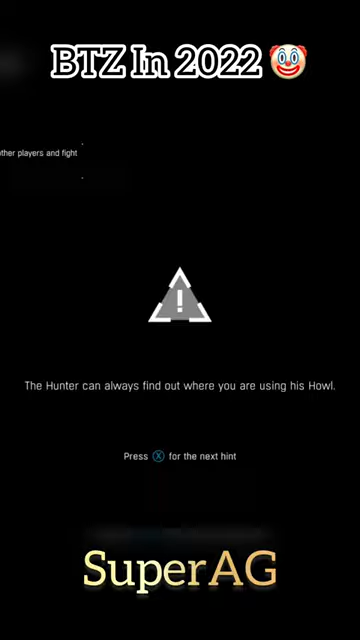 BTZ In 2022 🤡
ther players and fight
The Hunter can always find out where you are using his Howl.
Press Ⓧ for the next hint
SuperAG